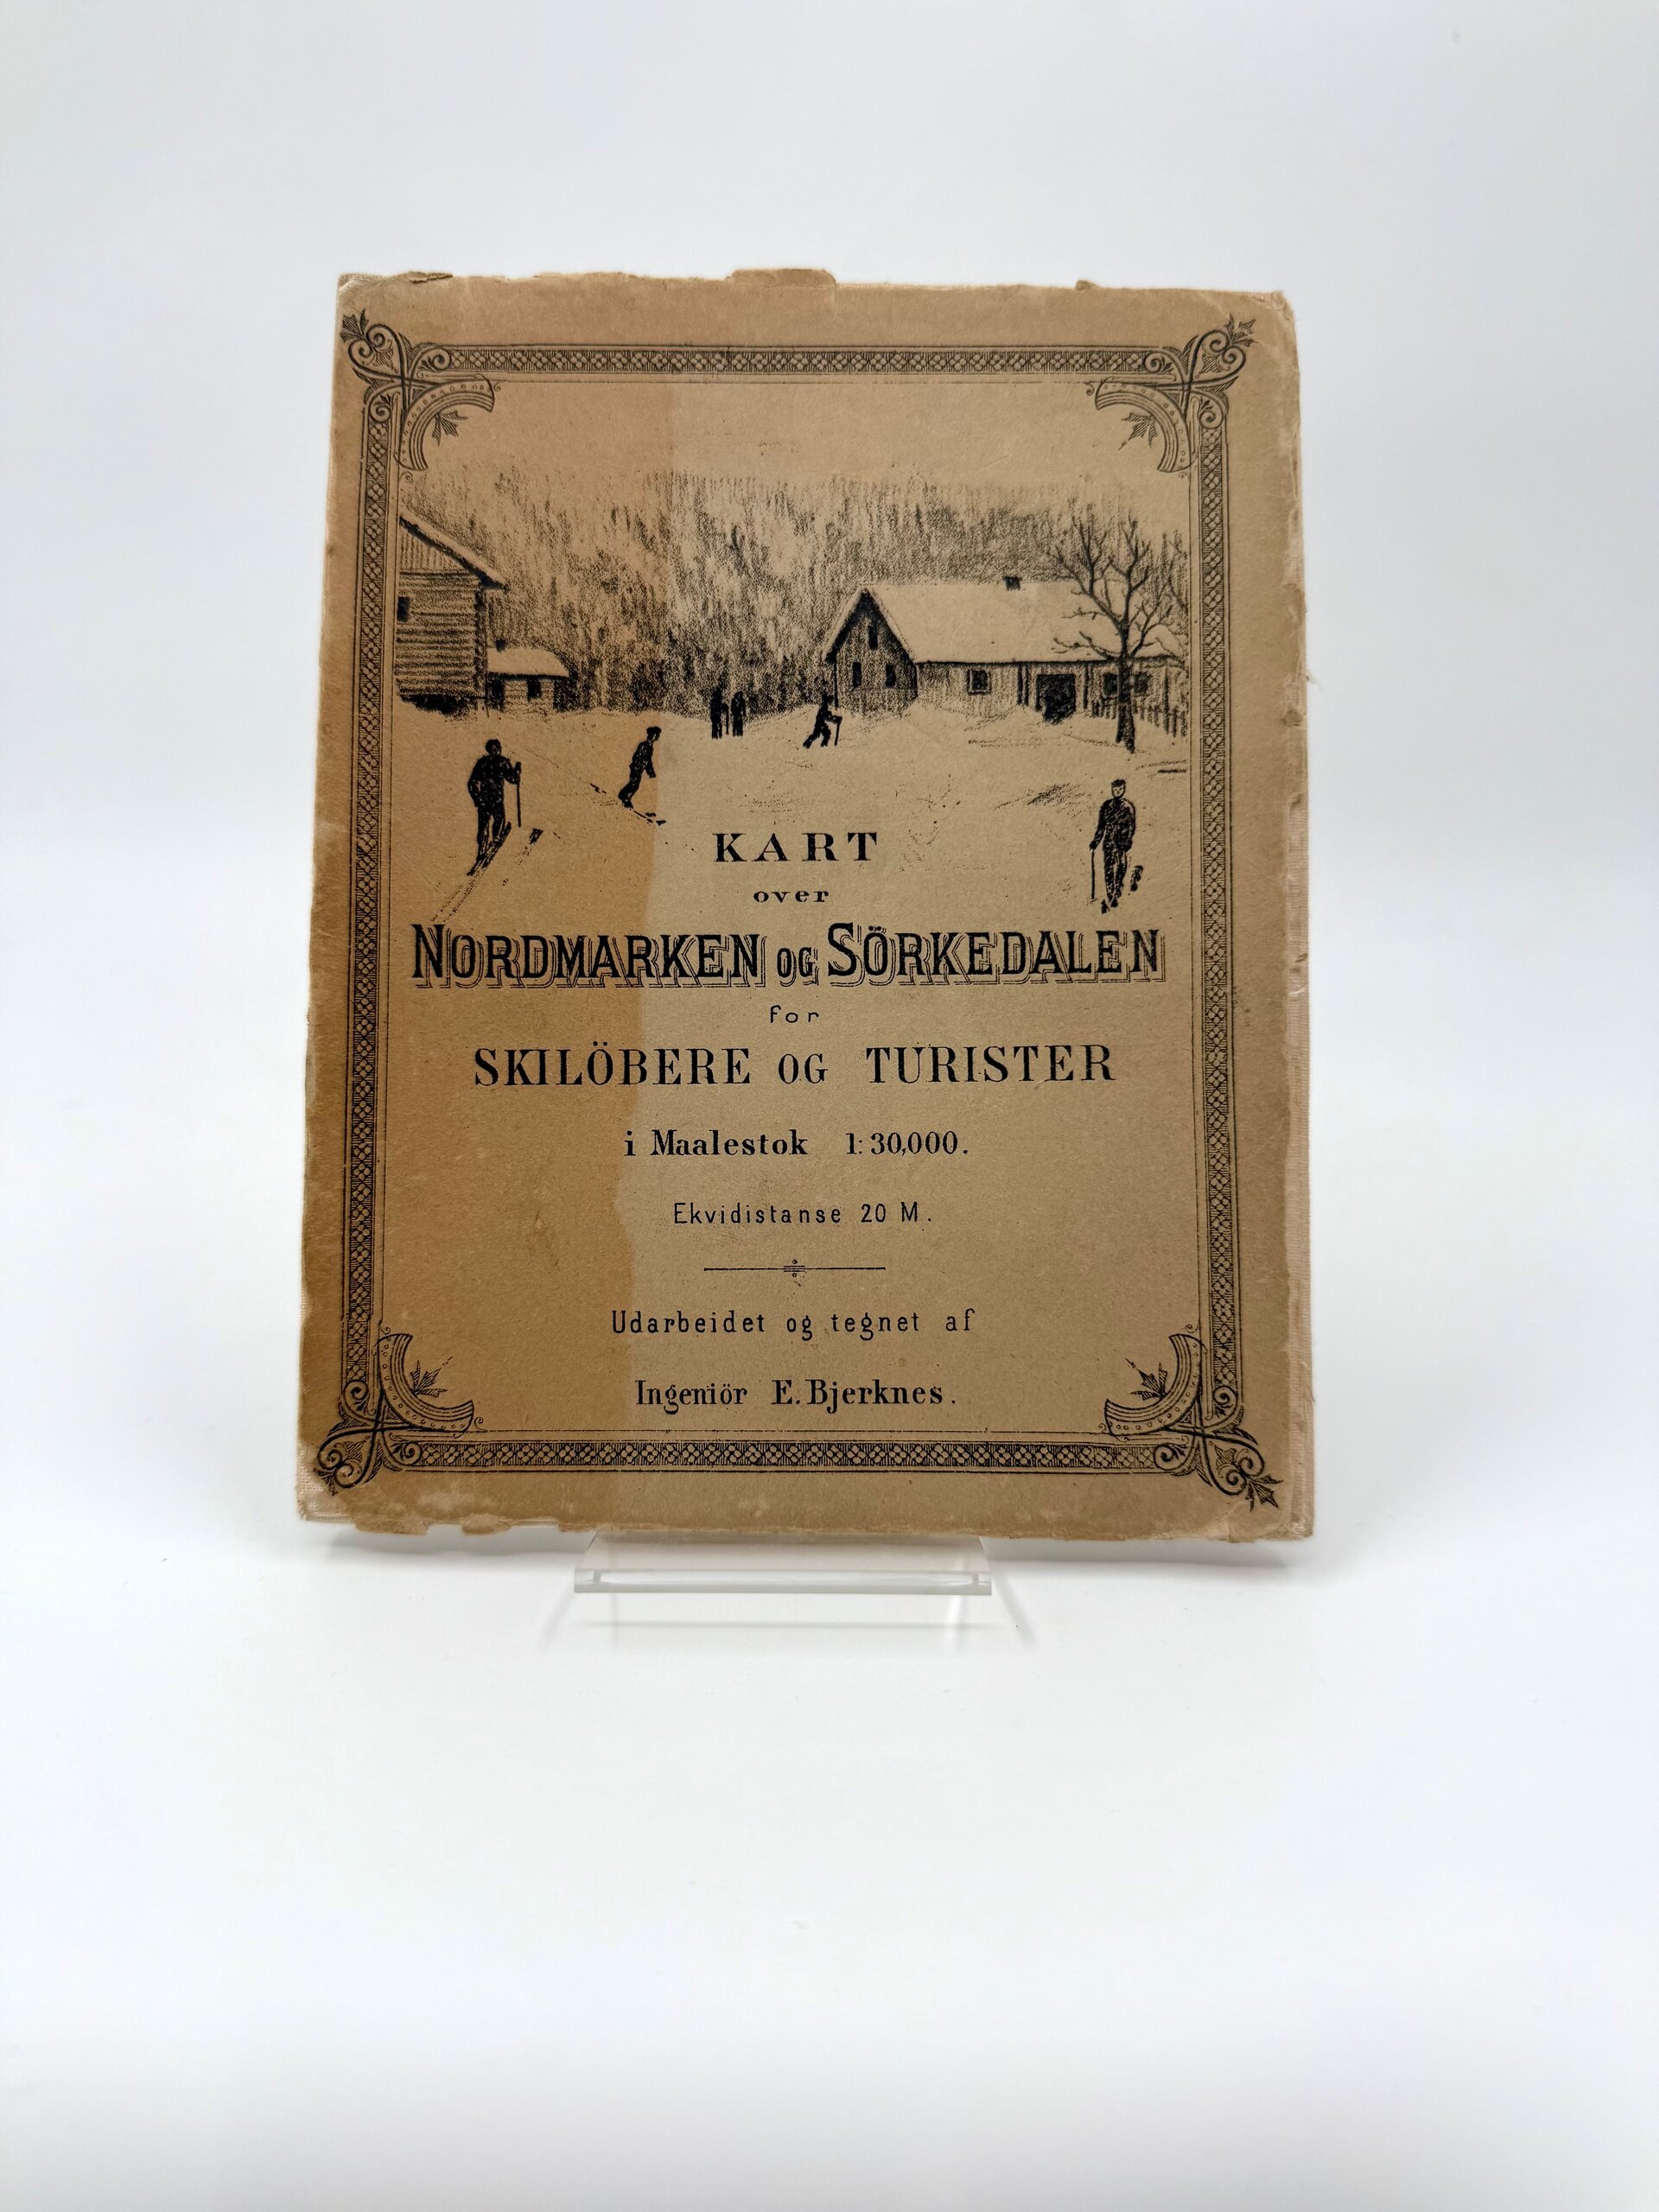 KART
over
NORDMARKEN OG SÖRKEDALEN
for
SKILÖBERE OG TURISTER
i Maalestok 1:30,000.
Ekvidistanse 20 M.
Udarbeidet og tegnet af
Ingeniör E. Bjerknes.